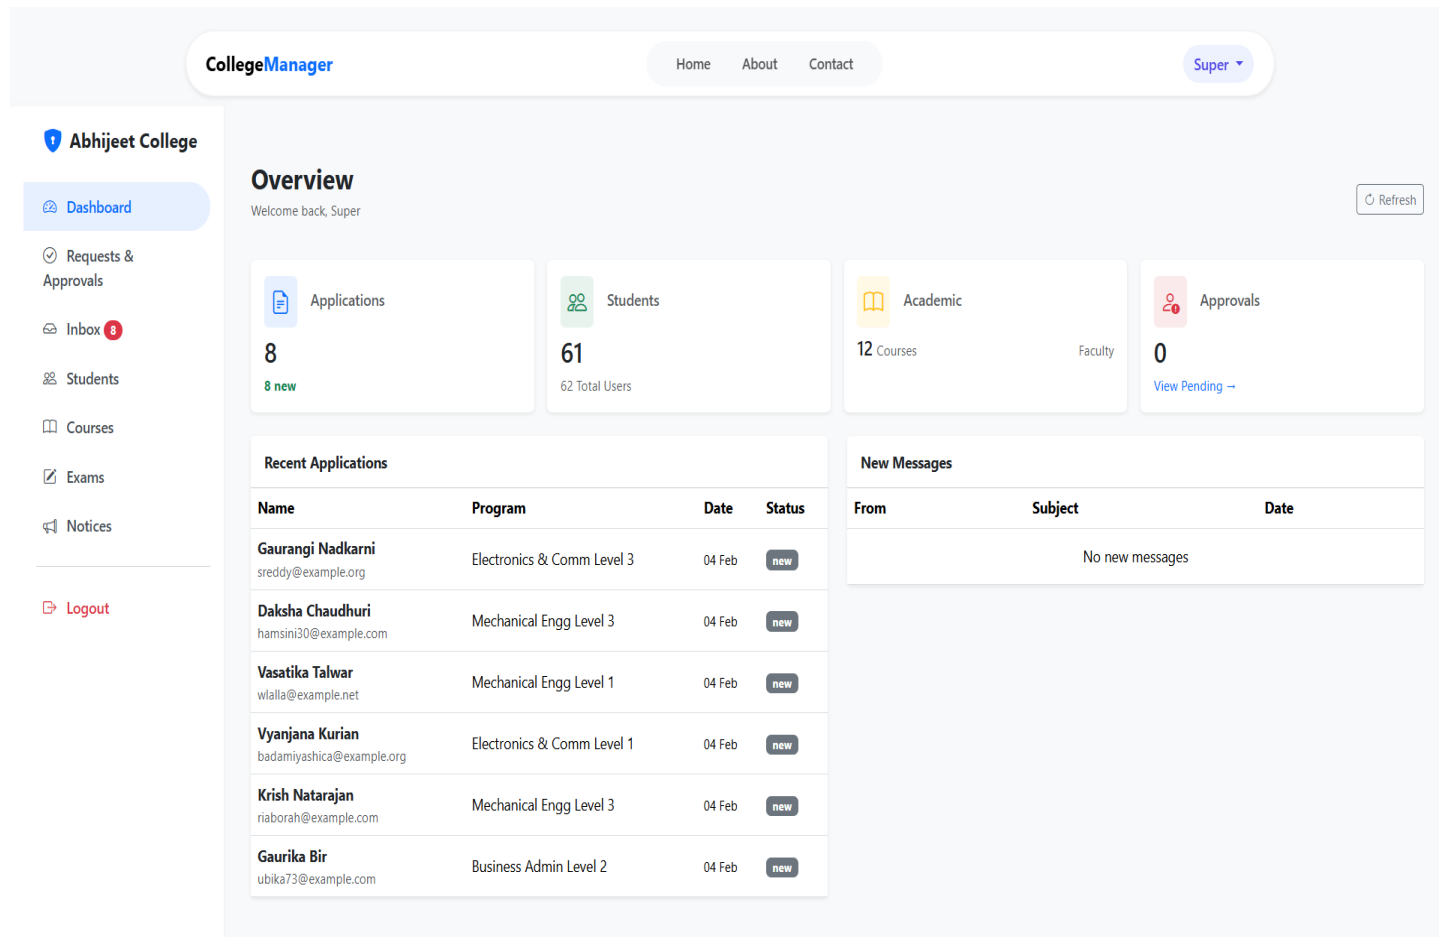 CollegeManager
Home About Contact
Super
Abhijeet College
Dashboard
Requests &
Approvals
Inbox 8
Students
Courses
Exams
Notices
Logout
Overview
Welcome back, Super
Refresh
Applications
8
8 new
Students
61
62 Total Users
Academic
12 Courses Faculty
Approvals
0
View Pending →
Recent Applications
Name Program Date Status
Gaurangi Nadkarni
sreddy@example.org
Electronics & Comm Level 3 04 Feb new
Daksha Chaudhuri
hamsini30@example.com
Mechanical Engg Level 3 04 Feb new
Vasatika Talwar
wlalla@example.net
Mechanical Engg Level 1 04 Feb new
Vyanjana Kurian
badamiyashica@example.org
Electronics & Comm Level 1 04 Feb new
Krish Natarajan
riaborah@example.com
Mechanical Engg Level 3 04 Feb new
Gaurika Bir
ubika73@example.com
Business Admin Level 2 04 Feb new
New Messages
From Subject Date
No new messages